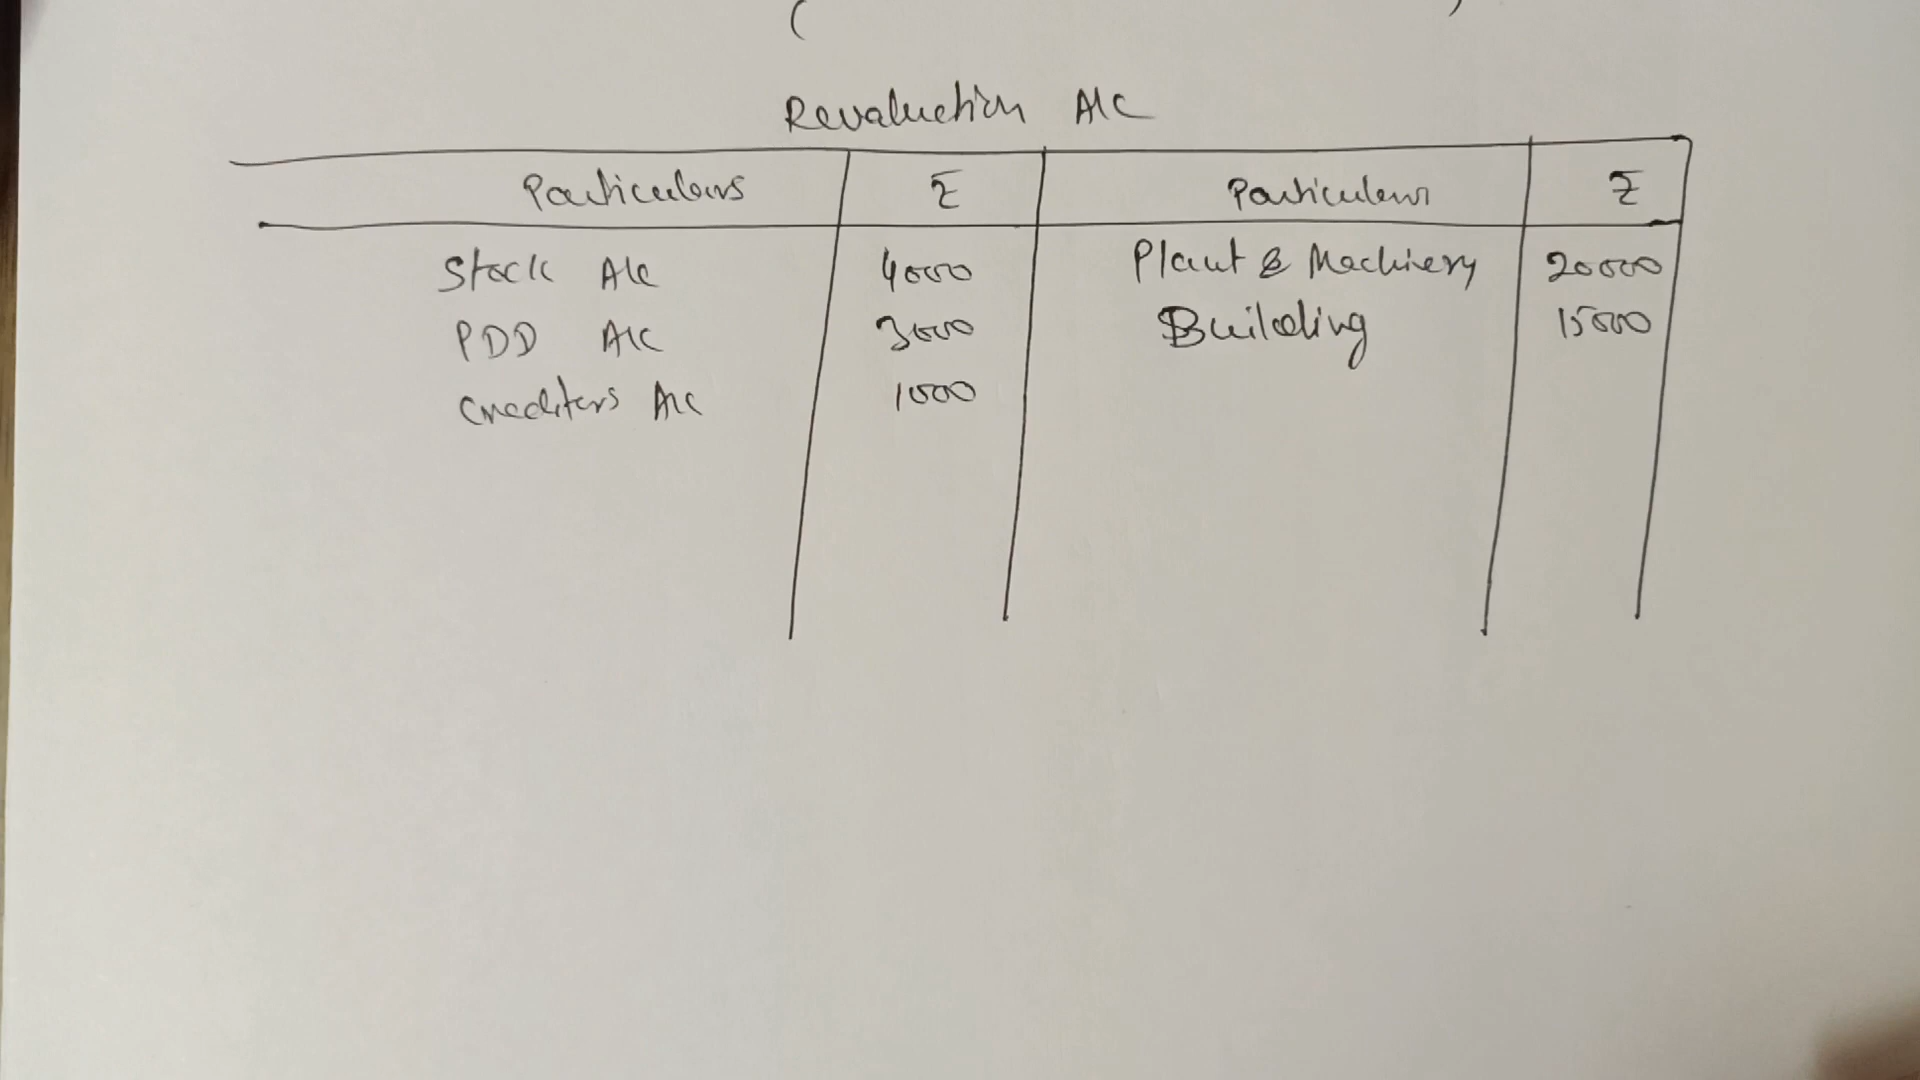 Revaluation A/C
Particulars ₹ Particulars ₹
Stock A/C 4000 Plant & Machinery 20000
PDD A/C 3000 Building 15000
Creditors A/C 1000